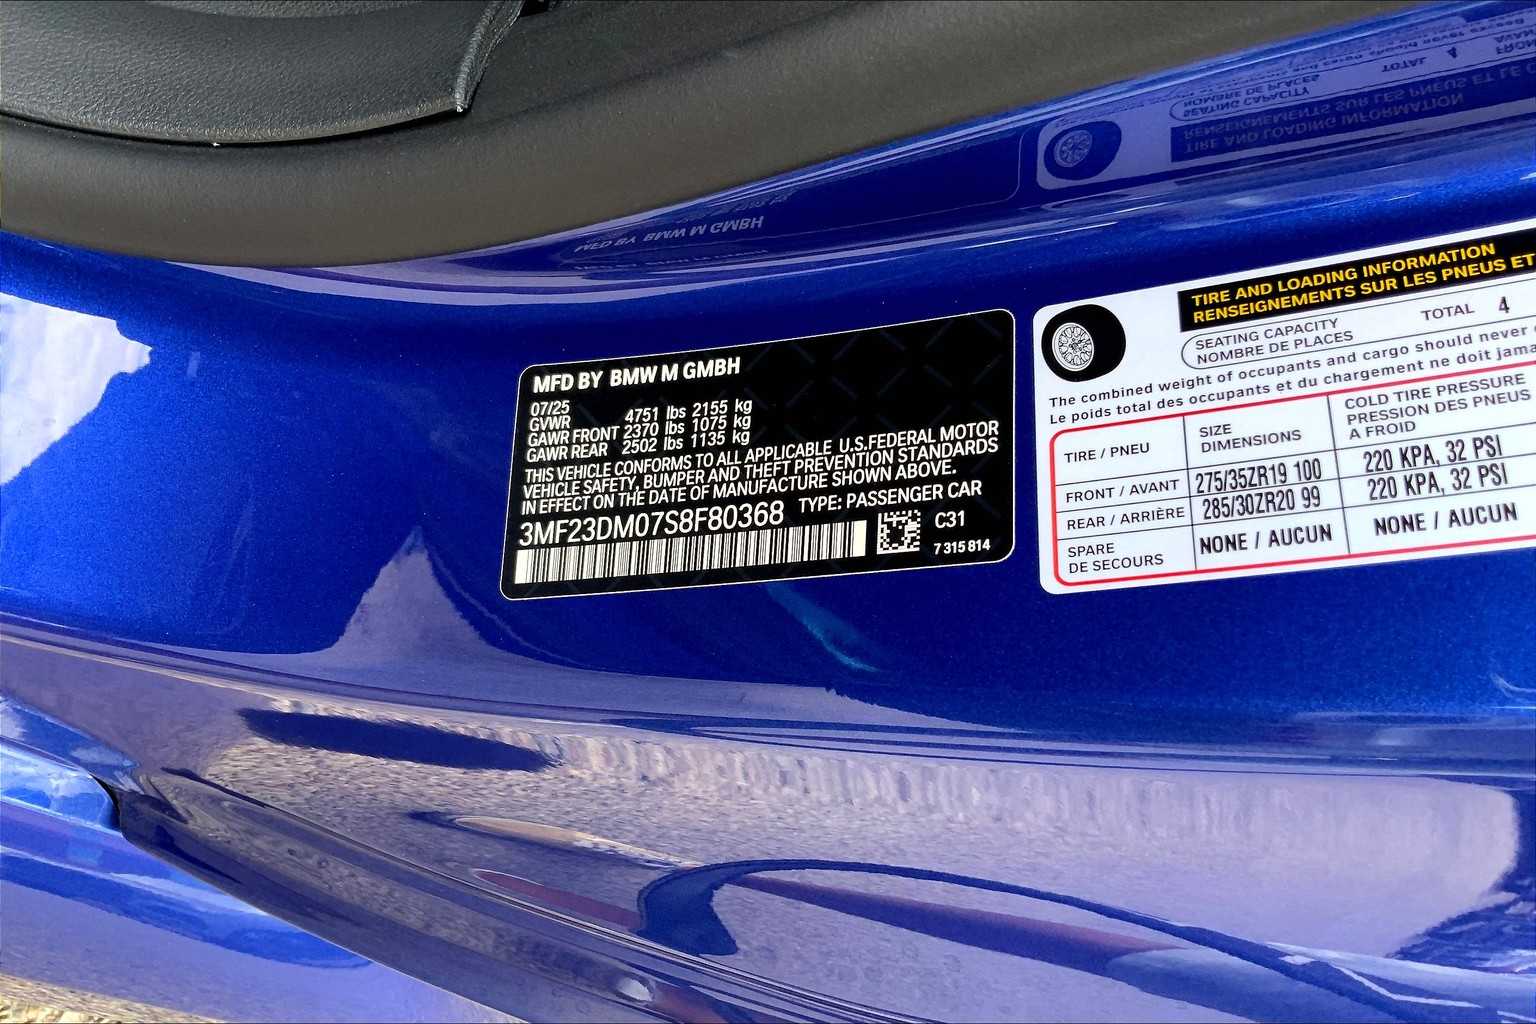 MFD BY BMW M GMBH
07/25
GVWR 4751 lbs 2155 kg
GAWR FRONT 2370 lbs 1075 kg
GAWR REAR 2502 lbs 1135 kg
THIS VEHICLE CONFORMS TO ALL APPLICABLE U.S.FEDERAL MOTOR
VEHICLE SAFETY, BUMPER AND THEFT PREVENTION STANDARDS
IN EFFECT ON THE DATE OF MANUFACTURE SHOWN ABOVE.
3MF23DM07S8F80368 TYPE: PASSENGER CAR
C31
7 315 814
TIRE AND LOADING INFORMATION
RENSEIGNEMENTS SUR LES PNEUS ET
SEATING CAPACITY
NOMBRE DE PLACES
TOTAL 4
The combined weight of occupants and cargo should never
Le poids total des occupants et du chargement ne doit jama
TIRE / PNEU
SIZE
DIMENSIONS
COLD TIRE PRESSURE
PRESSION DES PNEUS
A FROID
FRONT / AVANT 275/35ZR19 100 220 KPA, 32 PSI
REAR / ARRIÈRE 285/30ZR20 99 220 KPA, 32 PSI
SPARE
DE SECOURS
NONE / AUCUN NONE / AUCUN